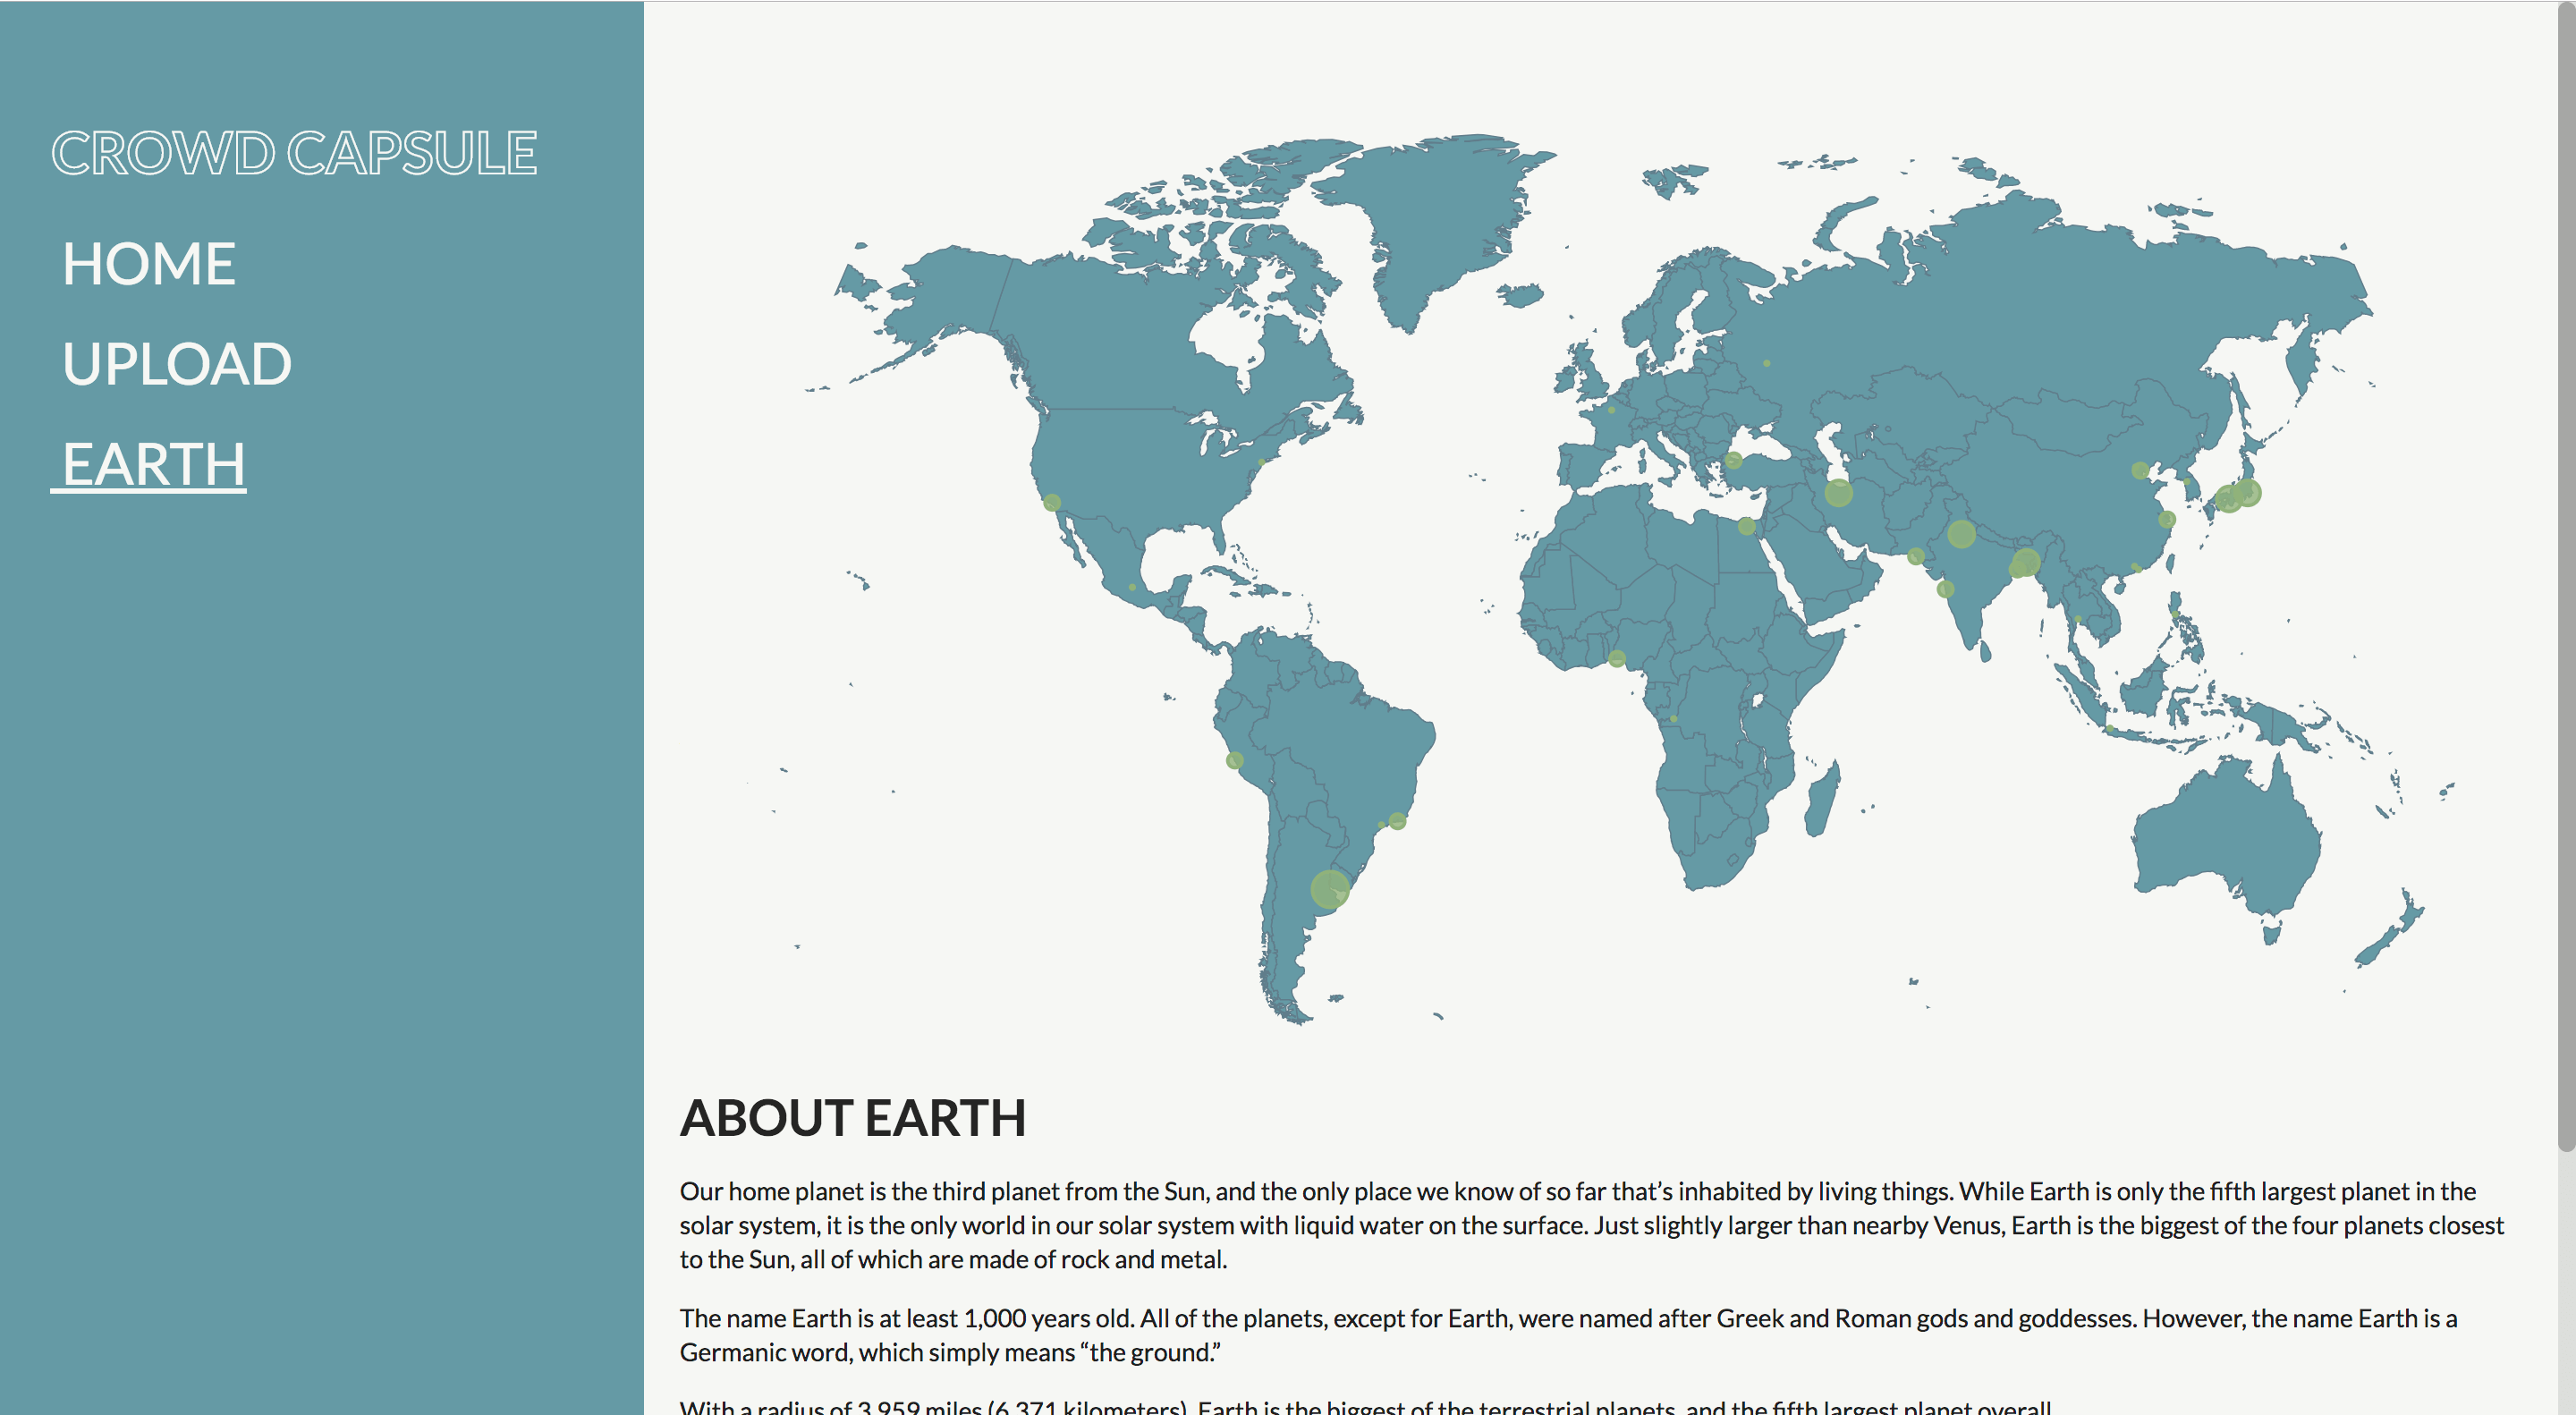 CROWD CAPSULE
HOME
UPLOAD
EARTH
ABOUT EARTH
Our home planet is the third planet from the Sun, and the only place we know of so far that’s inhabited by living things. While Earth is only the fifth largest planet in the
solar system, it is the only world in our solar system with liquid water on the surface. Just slightly larger than nearby Venus, Earth is the biggest of the four planets closest
to the Sun, all of which are made of rock and metal.
The name Earth is at least 1,000 years old. All of the planets, except for Earth, were named after Greek and Roman gods and goddesses. However, the name Earth is a
Germanic word, which simply means “the ground.”
With a radius of 3,959 miles (6,371 kilometers), Earth is the biggest of the terrestrial planets, and the fifth largest planet overall.